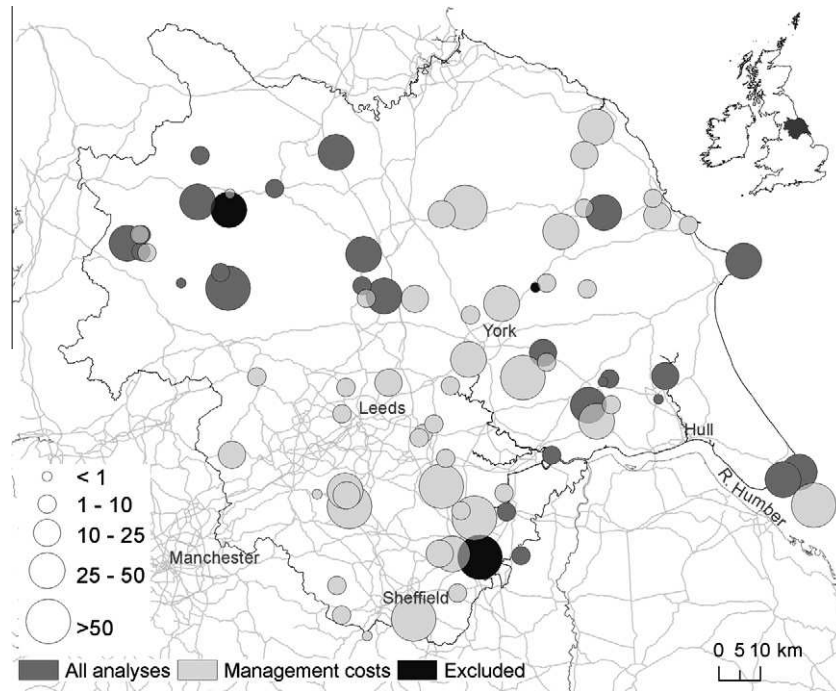 York
Leeds
Hull
R. Humber
Manchester
Sheffield
< 1
1 - 10
10 - 25
25 - 50
>50
0 5 10 km
All analyses Management costs Excluded